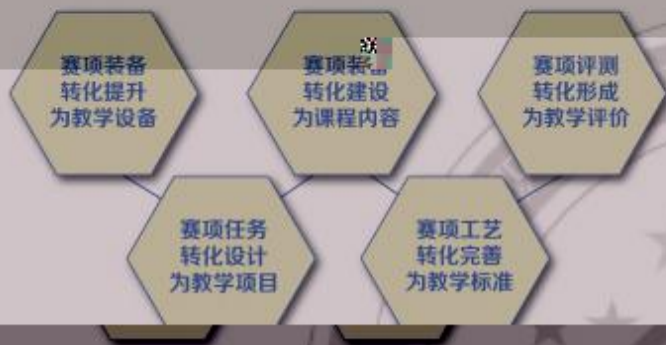 赛项装备
转化提升
为教学设备
赛项装
转化建设
为课程内容
赛项评测
转化形成
为教学评价
赛项任务
转化设计
为教学项目
赛项工艺
转化完善
为教学标准